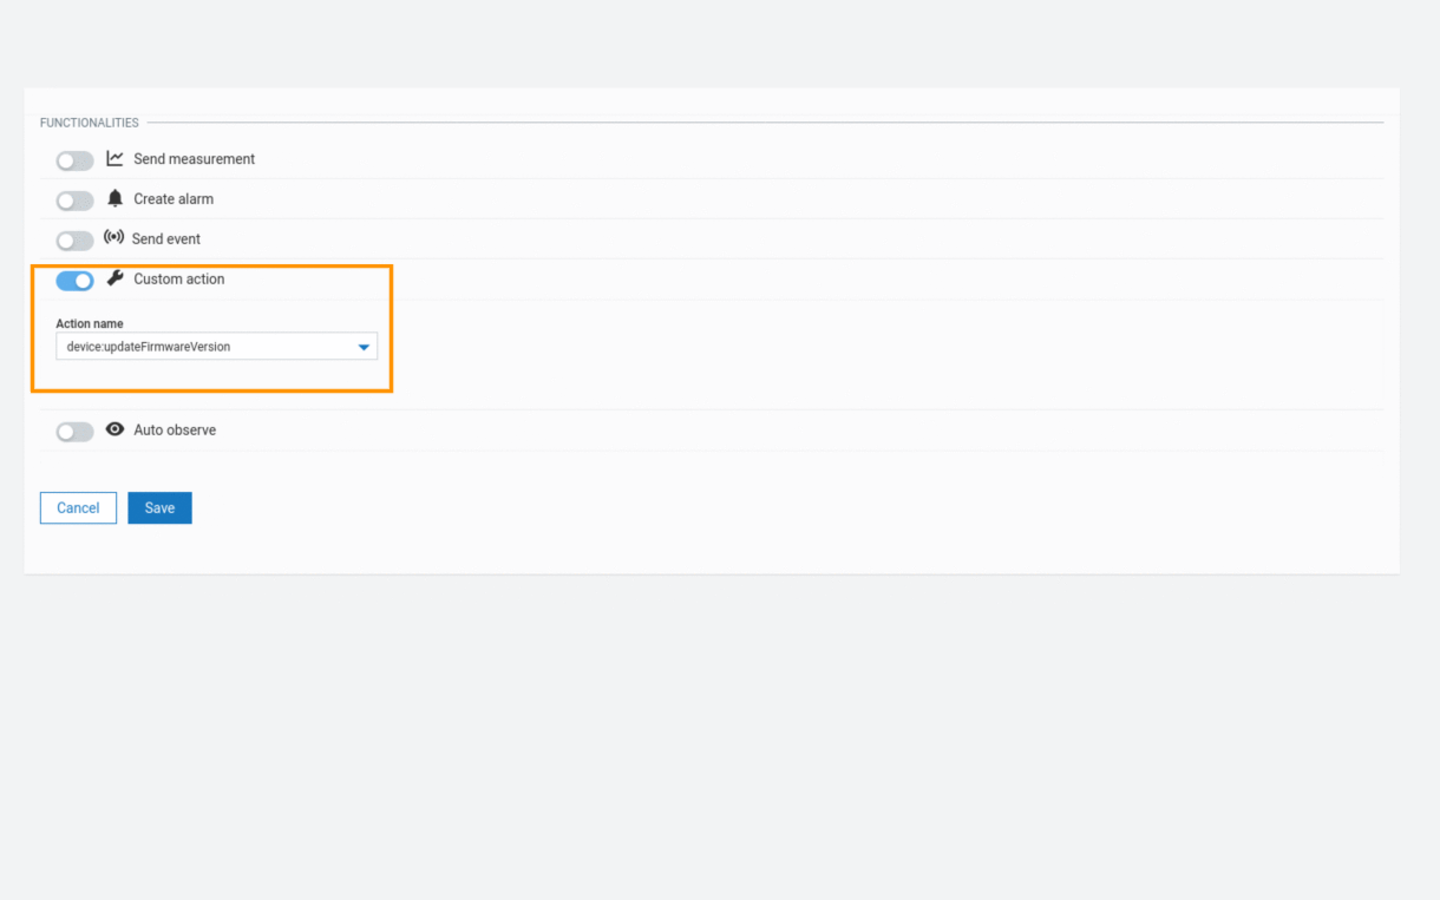 FUNCTIONALITIES
Send measurement
Create alarm
Send event
Custom action
Action name
device:updateFirmwareVersion
Auto observe
Cancel Save